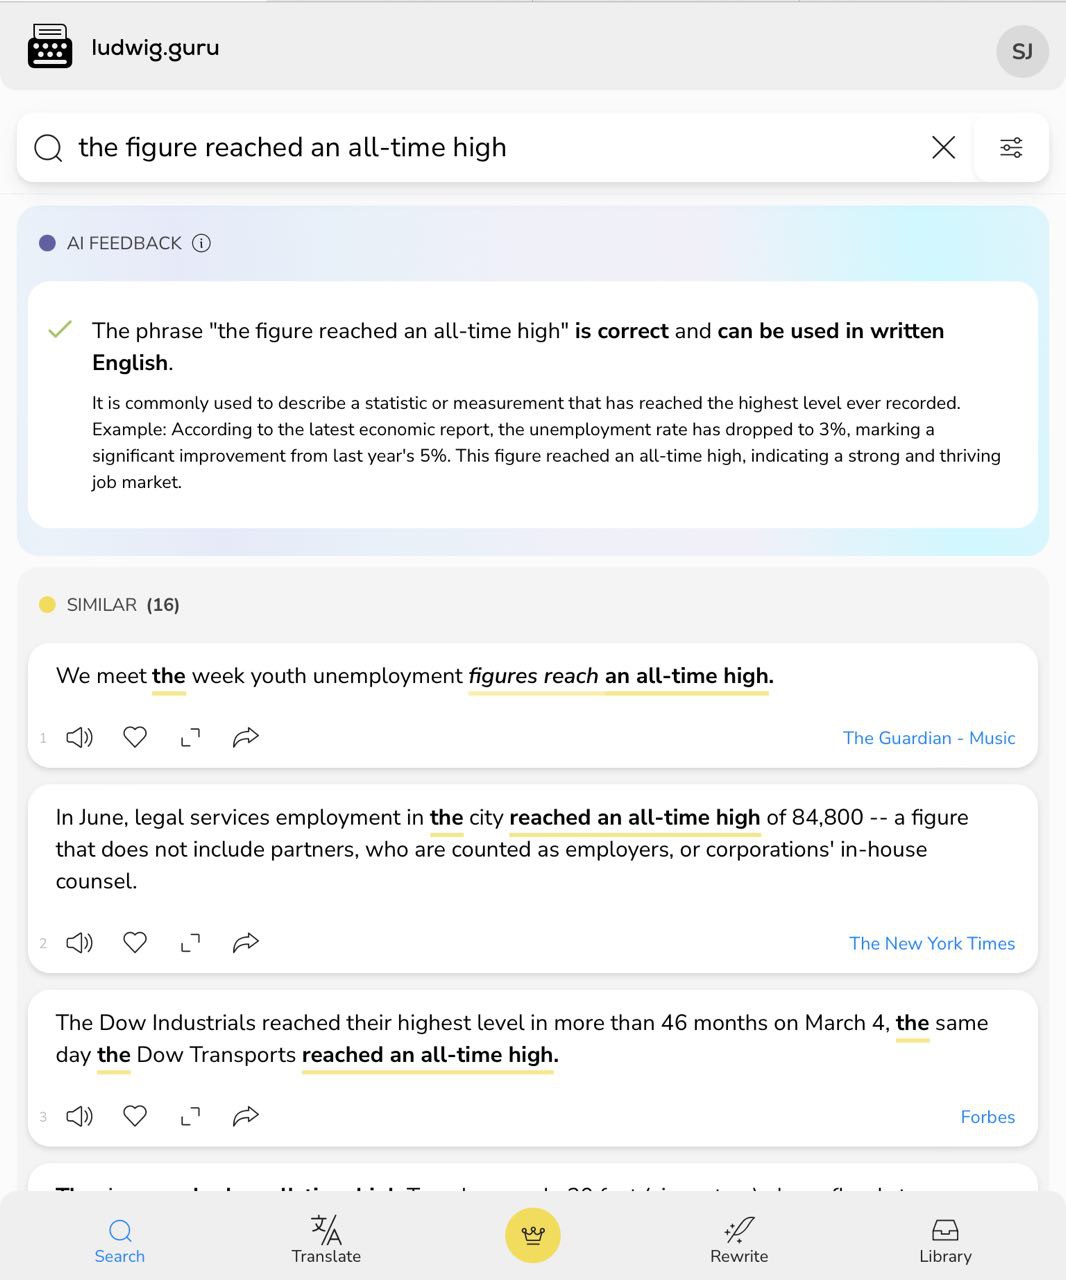 ludwig.guru
SJ
the figure reached an all-time high
AI FEEDBACK
The phrase "the figure reached an all-time high" is correct and can be used in written
English.
It is commonly used to describe a statistic or measurement that has reached the highest level ever recorded.
Example: According to the latest economic report, the unemployment rate has dropped to 3%, marking a
significant improvement from last year's 5%. This figure reached an all-time high, indicating a strong and thriving
job market.
SIMILAR (16)
We meet the week youth unemployment figures reach an all-time high.
1
The Guardian - Music
In June, legal services employment in the city reached an all-time high of 84,800 -- a figure
that does not include partners, who are counted as employers, or corporations' in-house
counsel.
2
The New York Times
The Dow Industrials reached their highest level in more than 46 months on March 4, the same
day the Dow Transports reached an all-time high.
3
Forbes
Search
Translate
Rewrite
Library